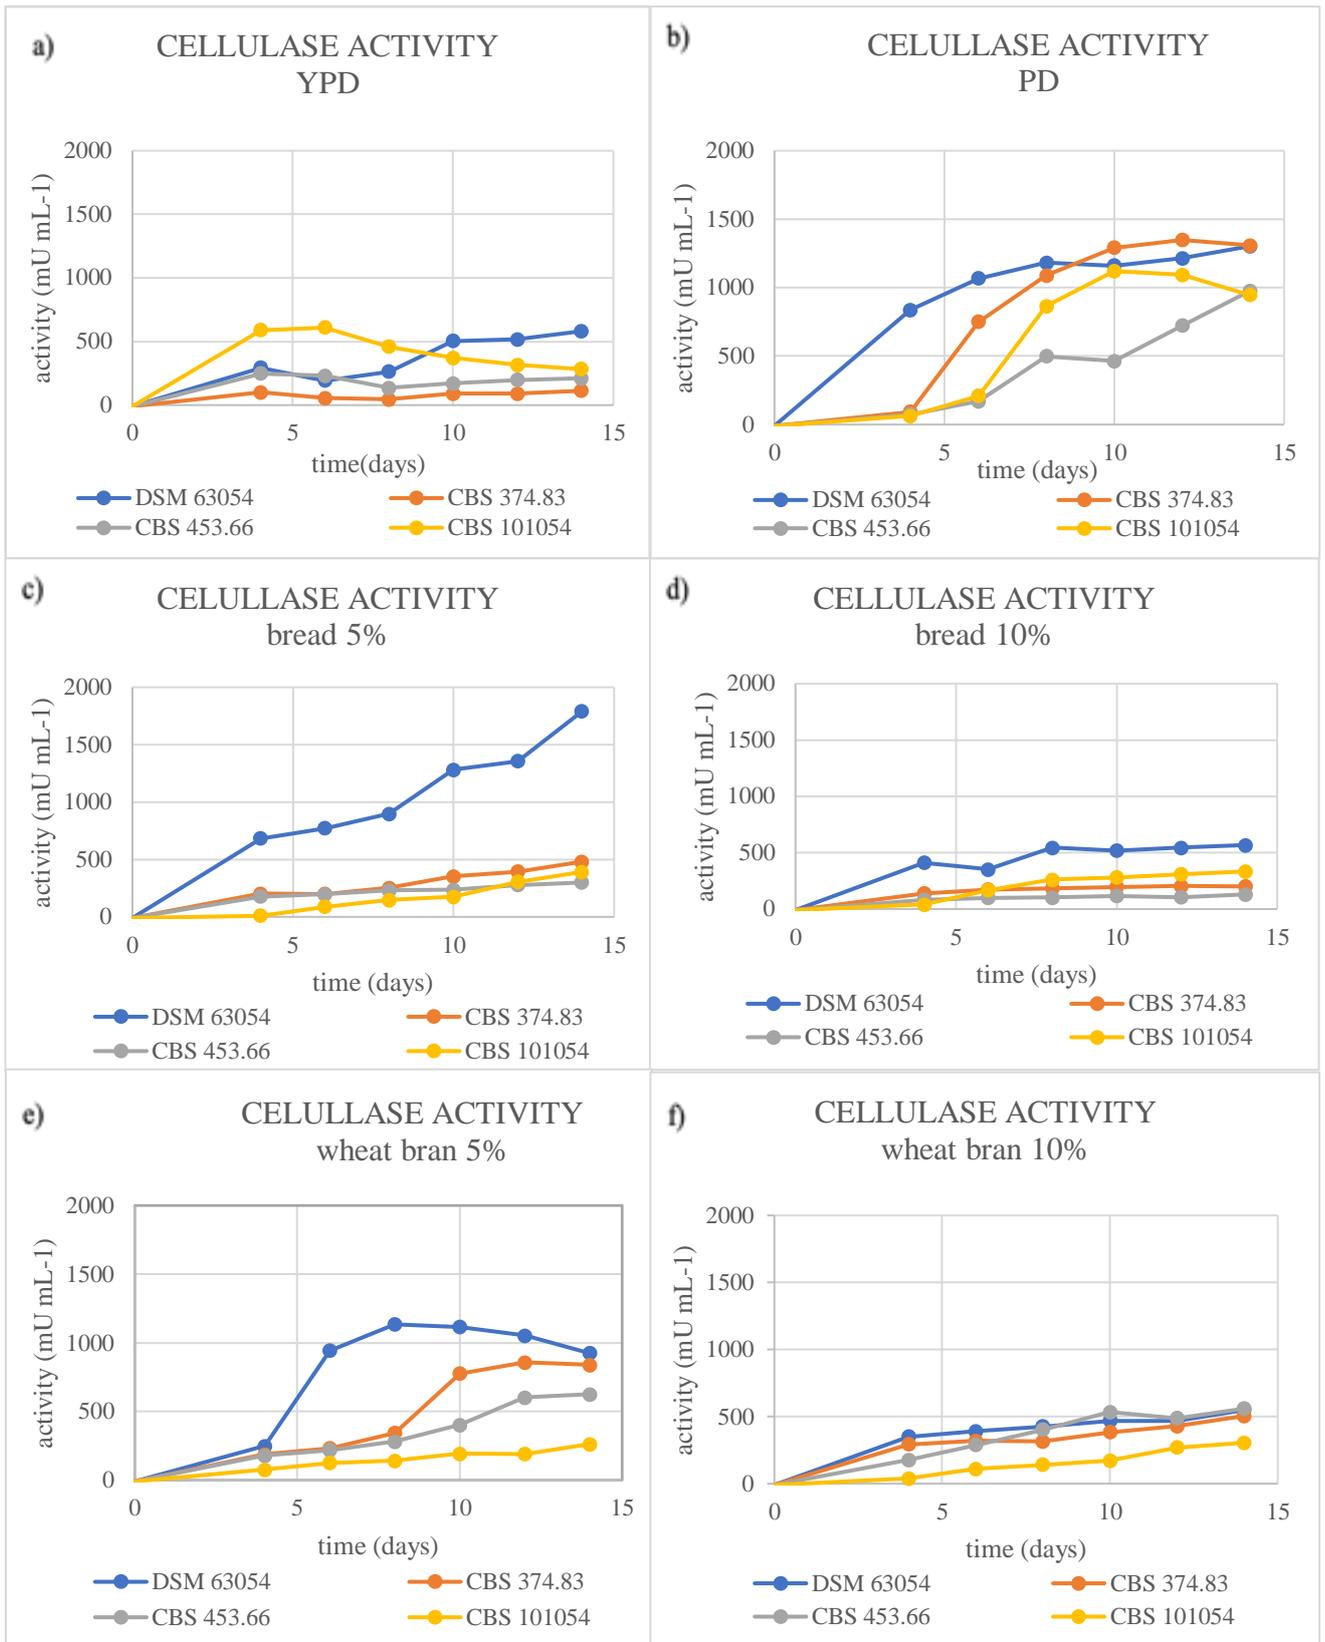 a)
CELLULASE ACTIVITY
YPD
activity (mU mL-1)
2000
1500
1000
500
0
0 5 10 15
time(days)
DSM 63054 CBS 374.83
CBS 453.66 CBS 101054
b)
CELULLASE ACTIVITY
PD
activity (mU mL-1)
2000
1500
1000
500
0
0 5 10 15
time (days)
DSM 63054 CBS 374.83
CBS 453.66 CBS 101054
c)
CELULLASE ACTIVITY
bread 5%
activity (mU mL-1)
2000
1500
1000
500
0
0 5 10 15
time (days)
DSM 63054 CBS 374.83
CBS 453.66 CBS 101054
d)
CELLULASE ACTIVITY
bread 10%
activity (mU mL-1)
2000
1500
1000
500
0
0 5 10 15
time (days)
DSM 63054 CBS 374.83
CBS 453.66 CBS 101054
e)
CELULLASE ACTIVITY
wheat bran 5%
activity (mU mL-1)
2000
1500
1000
500
0
0 5 10 15
time (days)
DSM 63054 CBS 374.83
CBS 453.66 CBS 101054
f)
CELLULASE ACTIVITY
wheat bran 10%
activity (mU mL-1)
2000
1500
1000
500
0
0 5 10 15
time (days)
DSM 63054 CBS 374.83
CBS 453.66 CBS 101054